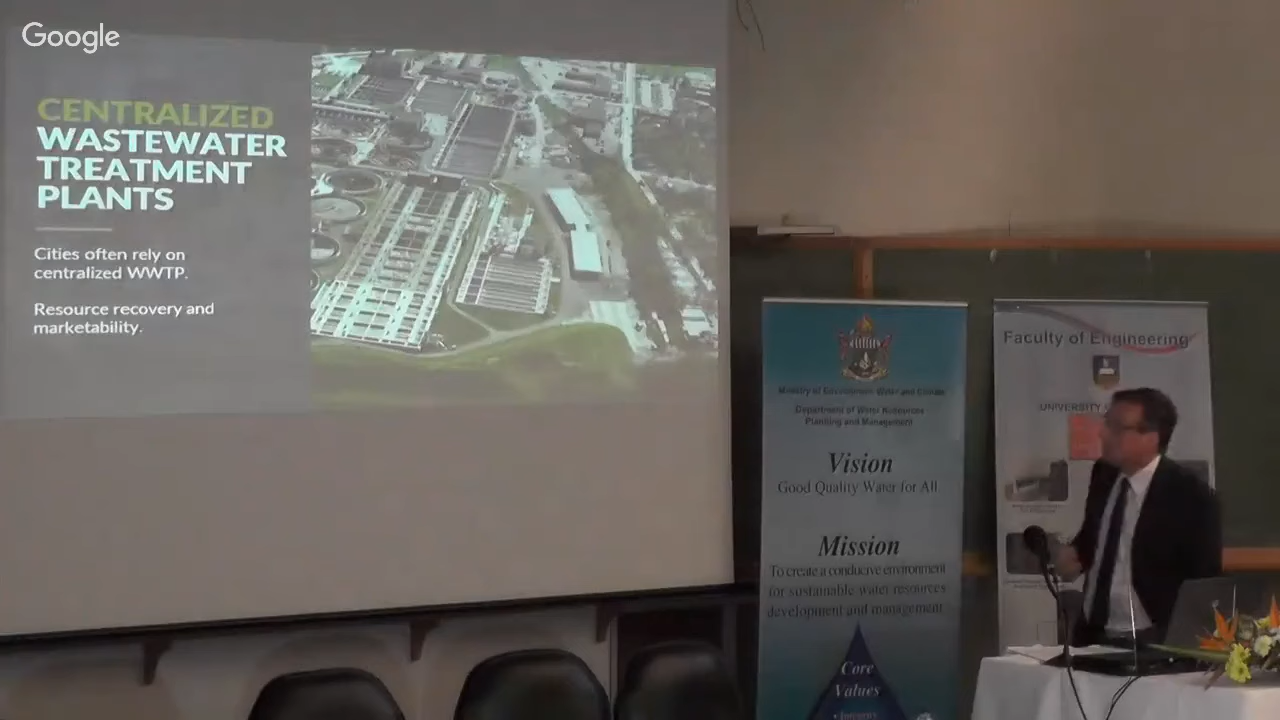 Google
CENTRALIZED
WASTEWATER
TREATMENT
PLANTS
Cities often rely on
centralized WWTP.
Resource recovery and
marketability.
Ministry of Environment Water and Climate
Department of Water Resources
Planning and Management
Vision
Good Quality Water for All
Mission
To create a conducive environment
for sustainable water resources
development and management
Core
Values
• Integrity
Faculty of Engineering
UNIVERSITY